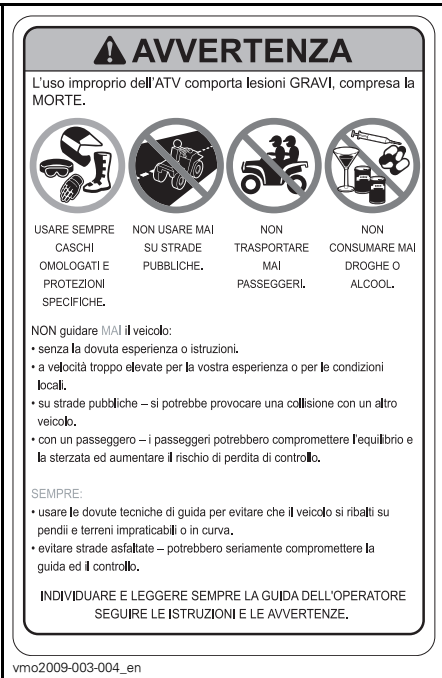 AVVERTENZA
L'uso improprio dell'ATV comporta lesioni GRAVI, compresa la
MORTE.
USARE SEMPRE
CASCHI
OMOLOGATI E
PROTEZIONI
SPECIFICHE.
NON USARE MAI
SU STRADE
PUBBLICHE.
NON
TRASPORTARE
MAI
PASSEGGERI.
NON
CONSUMARE MAI
DROGHE O
ALCOOL.
NON guidare MAI il veicolo:
• senza la dovuta esperienza o istruzioni.
• a velocità troppo elevate per la vostra esperienza o per le condizioni
locali.
• su strade pubbliche – si potrebbe provocare una collisione con un altro
veicolo.
• con un passeggero – i passeggeri potrebbero compromettere l'equilibrio e
la sterzata ed aumentare il rischio di perdita di controllo.
SEMPRE:
• usare le dovute tecniche di guida per evitare che il veicolo si ribalti su
pendii e terreni impraticabili o in curva.
• evitare strade asfaltate – potrebbero seriamente compromettere la
guida ed il controllo.
INDIVIDUARE E LEGGERE SEMPRE LA GUIDA DELL'OPERATORE
SEGUIRE LE ISTRUZIONI E LE AVVERTENZE.
vmo2009-003-004_en